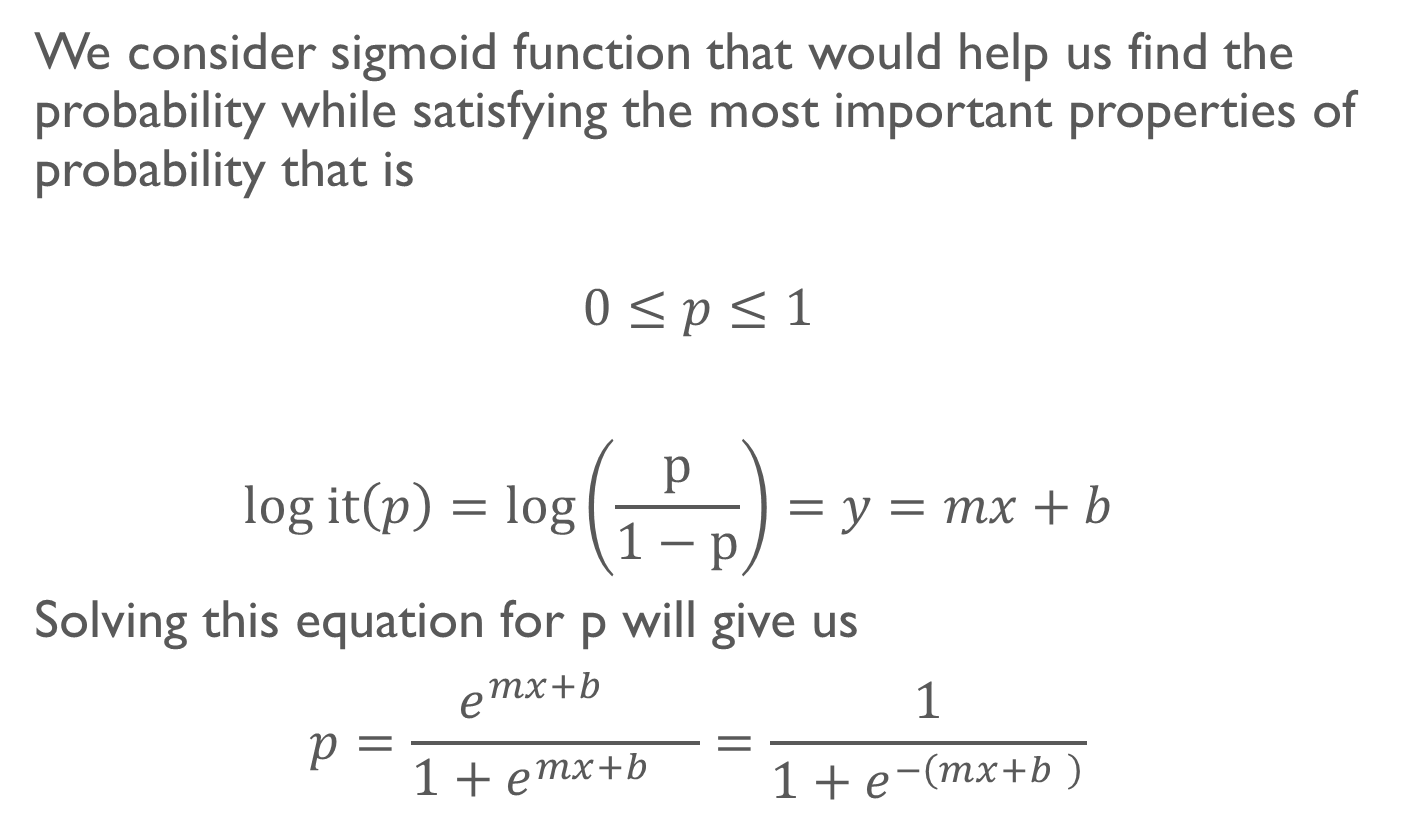 We consider sigmoid function that would help us find the
probability while satisfying the most important properties of
probability that is
0 ≤ p ≤ 1
log it(p) = log(p / (1 − p)) = y = mx + b
Solving this equation for p will give us
p = e^(mx+b) / (1 + e^(mx+b)) = 1 / (1 + e^(−(mx+b)))